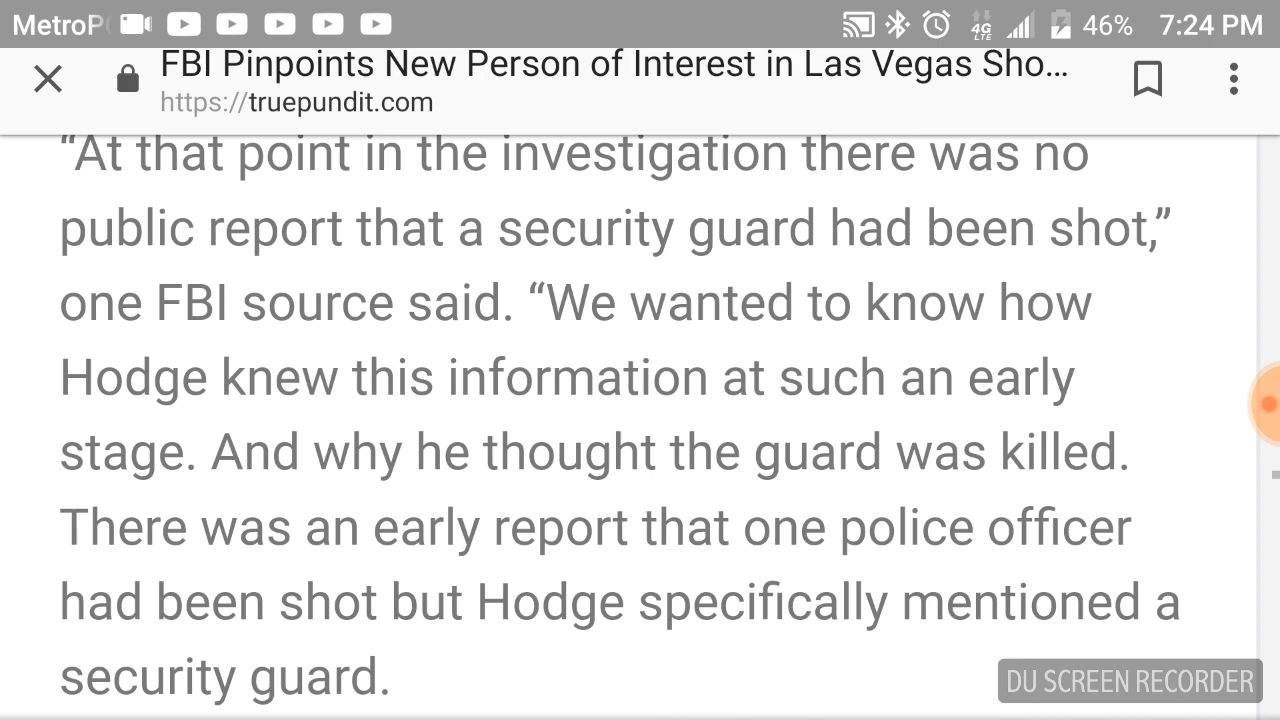 MetroP
46% 7:24 PM
4G
LTE
FBI Pinpoints New Person of Interest in Las Vegas Sho...
https://truepundit.com
“At that point in the investigation there was no
public report that a security guard had been shot,”
one FBI source said. “We wanted to know how
Hodge knew this information at such an early
stage. And why he thought the guard was killed.
There was an early report that one police officer
had been shot but Hodge specifically mentioned a
security guard.
DU SCREEN RECORDER